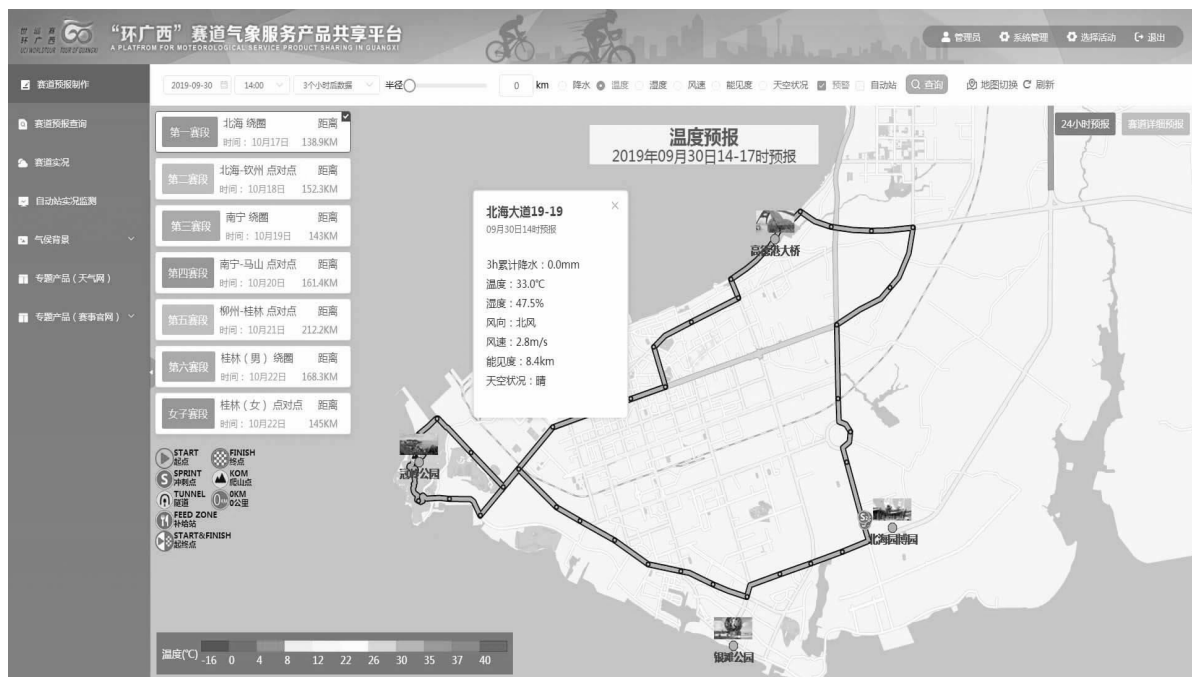 "环广西"赛道气象服务产品共享平台
A PLATFROM FOR MOTEOROLOGICAL SERVICE PRODUCT SHARING IN GUANGXI
管理员 系统管理 选择活动 退出
赛道预报制作
赛道预报查询
赛道实况
自动站实况监测
气侯背景
专题产品(天气网)
专题产品(赛事官网)
2019-09-30 14:00 3个小时后数据 半径 0 km 降水 温度 湿度 风速 能见度 天空状况 预警 自动站 查询 地图切换 刷新
24小时预报 赛道详细预报
第一赛段 北海 绕圈 距离
时间:10月17日 138.9KM
第二赛段 北海-钦州 点对点 距离
时间:10月18日 152.3KM
第三赛段 南宁 绕圈 距离
时间:10月19日 143KM
第四赛段 南宁-马山 点对点 距离
时间:10月20日 161.4KM
第五赛段 柳州-桂林 点对点 距离
时间:10月21日 212.2KM
第六赛段 桂林(男)绕圈 距离
时间:10月22日 168.3KM
女子赛段 桂林(女)点对点 距离
时间:10月22日 145KM
START
起点
FINISH
终点
SPRINT
冲刺点
KOM
爬山点
TUNNEL
隧道
0KM
0公里
FEED ZONE
补给站
START&FINISH
起终点
温度预报
2019年09月30日14-17时预报
北海大道19-19 ×
09月30日14时预报
3h累计降水:0.0mm
温度:33.0℃
湿度:47.5%
风向:北风
风速:2.8m/s
能见度:8.4km
天空状况:晴
高德港大桥
冠岭公园
北海园博园
银滩公园
温度(℃) -16 0 4 8 12 22 26 30 35 37 40